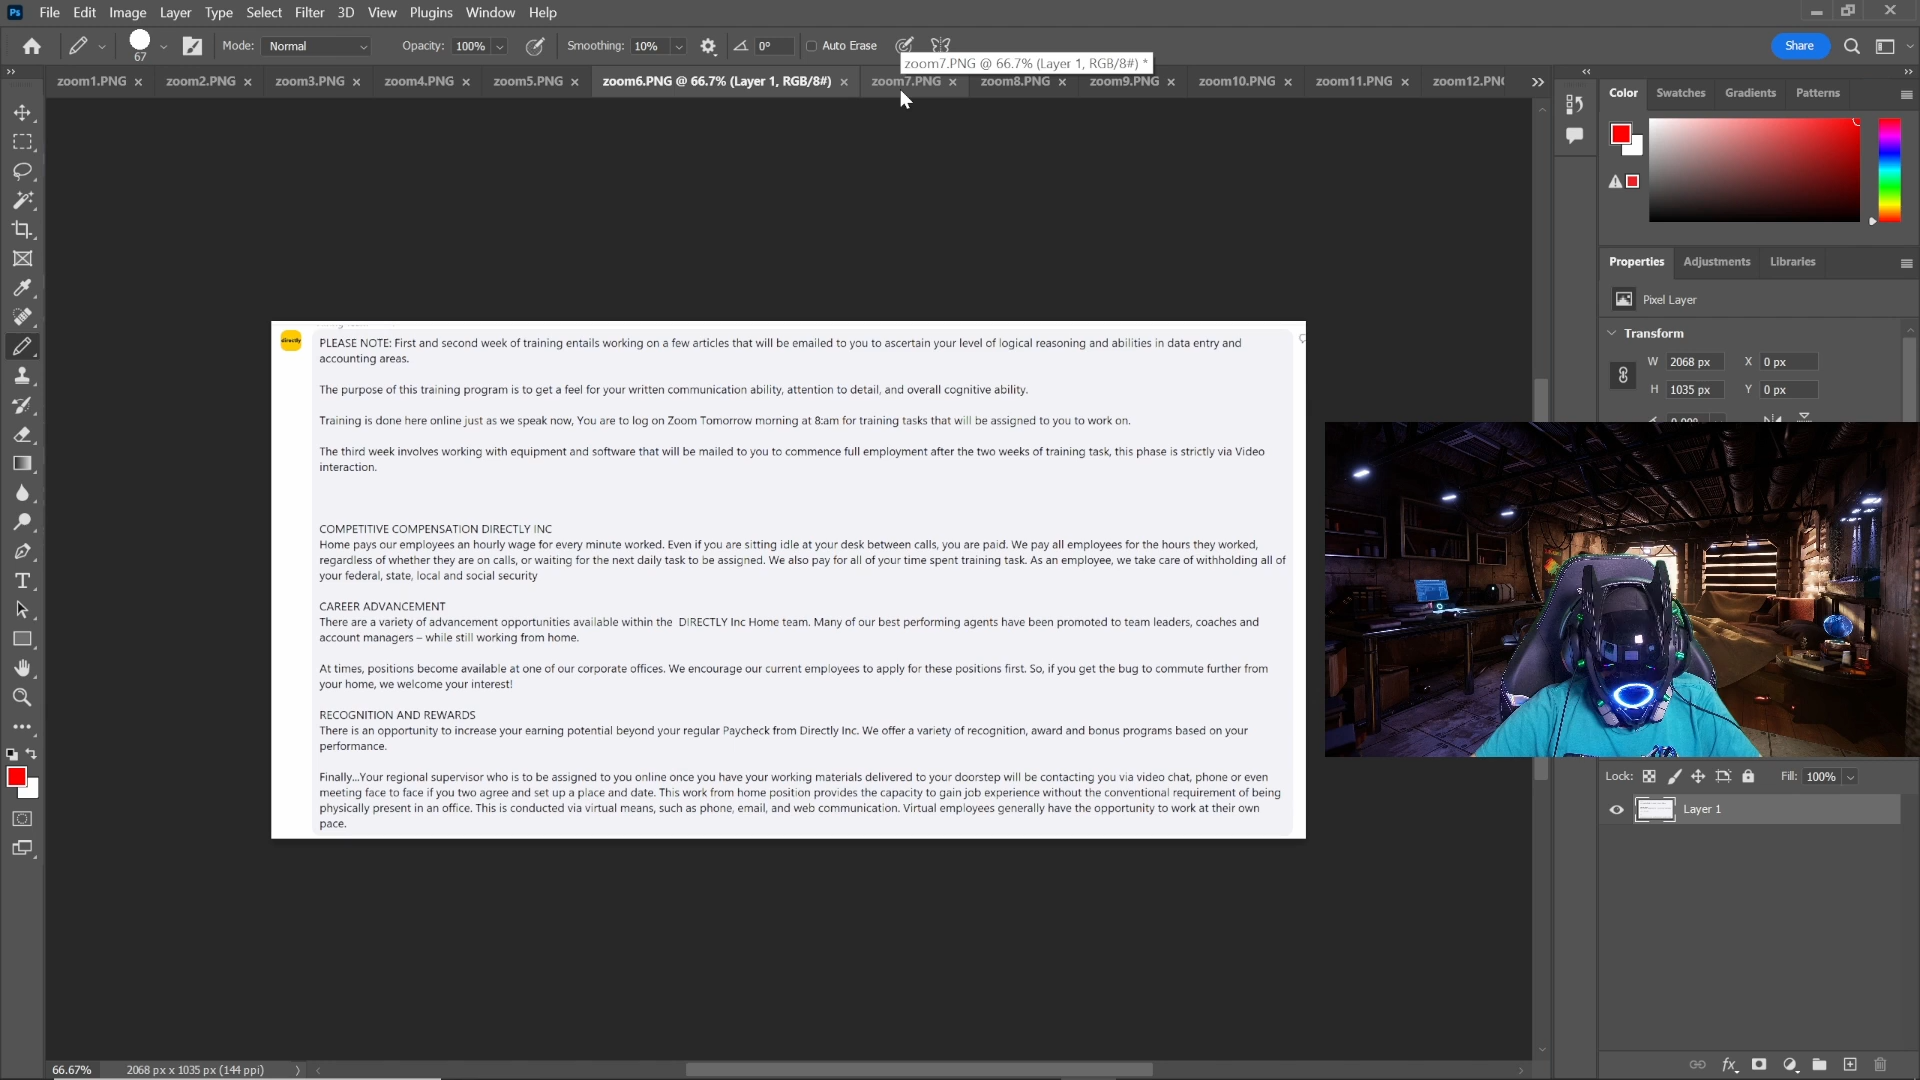 Ps File Edit Image Layer Type Select Filter 3D View Plugins Window Help
67 Mode: Normal Opacity: 100% Smoothing: 10% 0° Auto Erase Share
zoom7.PNG @ 66.7% (Layer 1, RGB/8#) *
zoom1.PNG × zoom2.PNG × zoom3.PNG × zoom4.PNG × zoom5.PNG × zoom6.PNG @ 66.7% (Layer 1, RGB/8#) × zoom7.PNG × zoom8.PNG × zoom9.PNG × zoom10.PNG × zoom11.PNG ×
Color Swatches Gradients Patterns
Properties Adjustments Libraries
Pixel Layer
Transform
W 2068 px X 0 px
H 1035 px Y 0 px
directly
PLEASE NOTE: First and second week of training entails working on a few articles that will be emailed to you to ascertain your level of logical reasoning and abilities in data entry and
accounting areas.
The purpose of this training program is to get a feel for your written communication ability, attention to detail, and overall cognitive ability.
Training is done here online just as we speak now, You are to log on Zoom Tomorrow morning at 8:am for training tasks that will be assigned to you to work on.
The third week involves working with equipment and software that will be mailed to you to commence full employment after the two weeks of training task, this phase is strictly via Video
interaction.
COMPETITIVE COMPENSATION DIRECTLY INC
Home pays our employees an hourly wage for every minute worked. Even if you are sitting idle at your desk between calls, you are paid. We pay all employees for the hours they worked,
regardless of whether they are on calls, or waiting for the next daily task to be assigned. We also pay for all of your time spent training task. As an employee, we take care of withholding all of
your federal, state, local and social security
CAREER ADVANCEMENT
There are a variety of advancement opportunities available within the DIRECTLY Inc Home team. Many of our best performing agents have been promoted to team leaders, coaches and
account managers – while still working from home.
At times, positions become available at one of our corporate offices. We encourage our current employees to apply for these positions first. So, if you get the bug to commute further from
your home, we welcome your interest!
RECOGNITION AND REWARDS
There is an opportunity to increase your earning potential beyond your regular Paycheck from Directly Inc. We offer a variety of recognition, award and bonus programs based on your
performance.
Finally...Your regional supervisor who is to be assigned to you online once you have your working materials delivered to your doorstep will be contacting you via video chat, phone or even
meeting face to face if you two agree and set up a place and date. This work from home position provides the capacity to gain job experience without the conventional requirement of being
physically present in an office. This is conducted via virtual means, such as phone, email, and web communication. Virtual employees generally have the opportunity to work at their own
pace.
Lock: Fill: 100%
Layer 1
66.67% 2068 px x 1035 px (144 ppi)